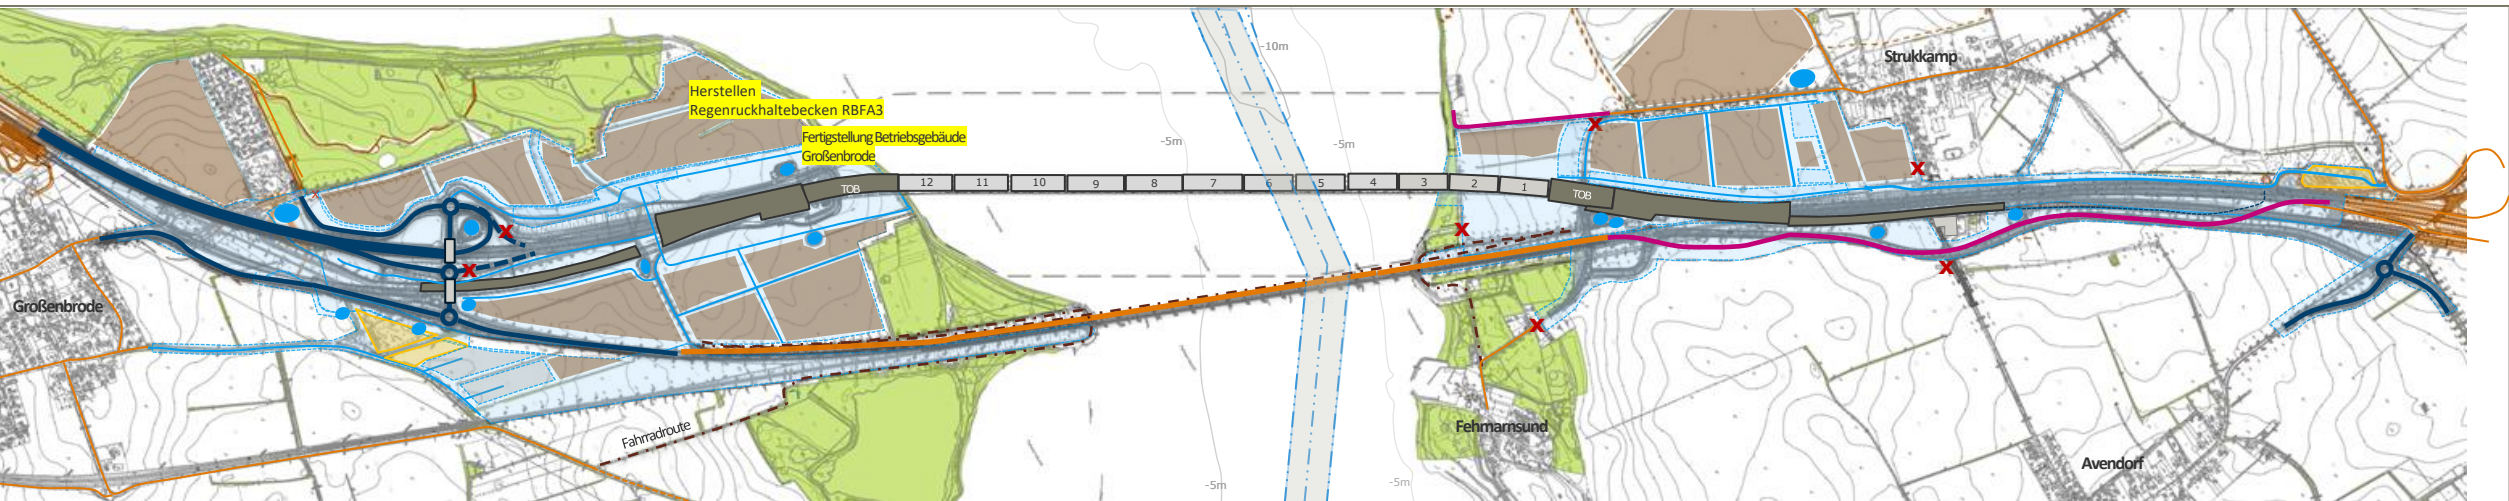 -10m
Strukkamp
Herstellen
Regenruckhaltebecken RBFA3
Fertigstellung Betriebsgebäude
Großenbrode
-5m
-5m
TOB
12
11
10
9
8
7
6
5
4
3
2
1
TOB
x
x
x
x
x
x
x
x
Großenbrode
Fahrradroute
Fehmarnsund
Avendorf
-5m
-5m